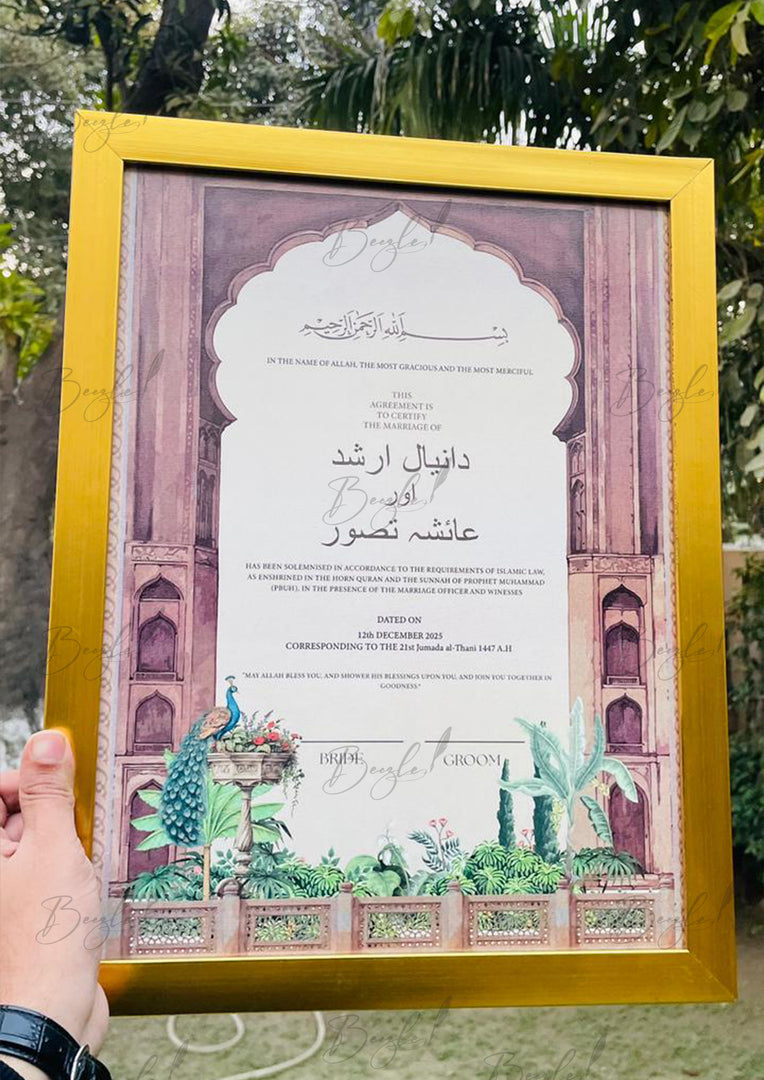 بِسْمِ اللهِ الرَّحْمٰنِ الرَّحِيْمِ
IN THE NAME OF ALLAH, THE MOST GRACIOUS AND THE MOST MERCIFUL
THIS
AGREEMENT IS
TO CERTIFY
THE MARRIAGE OF
دانیال ارشد
اور
عائشہ تصور
HAS BEEN SOLEMNISED IN ACCORDANCE TO THE REQUIREMENTS OF ISLAMIC LAW,
AS ENSHRINED IN THE HORN QURAN AND THE SUNNAH OF PROPHET MUHAMMAD
(PBUH), IN THE PRESENCE OF THE MARRIAGE OFFICER AND WINESSES
DATED ON
12th DECEMBER 2025
CORRESPONDING TO THE 21st Jumada al-Thani 1447 A.H
"MAY ALLAH BLESS YOU, AND SHOWER HIS BLESSINGS UPON YOU, AND JOIN YOU TOGETHER IN
GOODNESS."
BRIDE GROOM
Beezle!